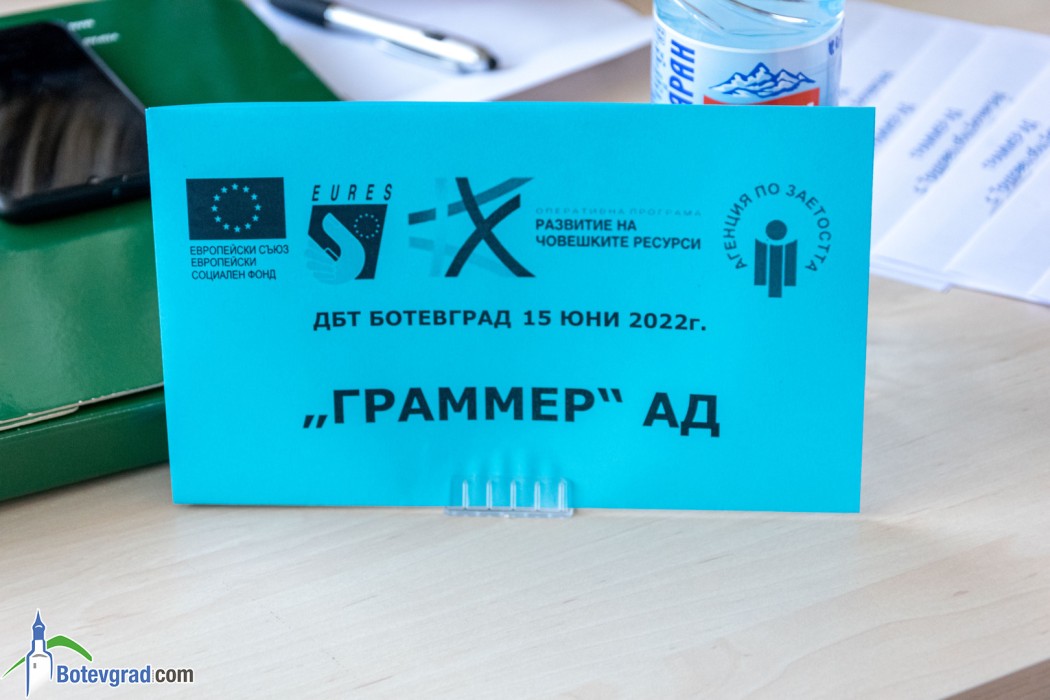 ЕВРОПЕЙСКИ СЪЮЗ
ЕВРОПЕЙСКИ
СОЦИАЛЕН ФОНД
EURES
ОПЕРАТИВНА ПРОГРАМА
РАЗВИТИЕ НА
ЧОВЕШКИТЕ РЕСУРСИ
АГЕНЦИЯ ПО ЗАЕТОСТТА
ДБТ БОТЕВГРАД 15 ЮНИ 2022г.
„ГРАММЕР“ АД
Botevgrad.com